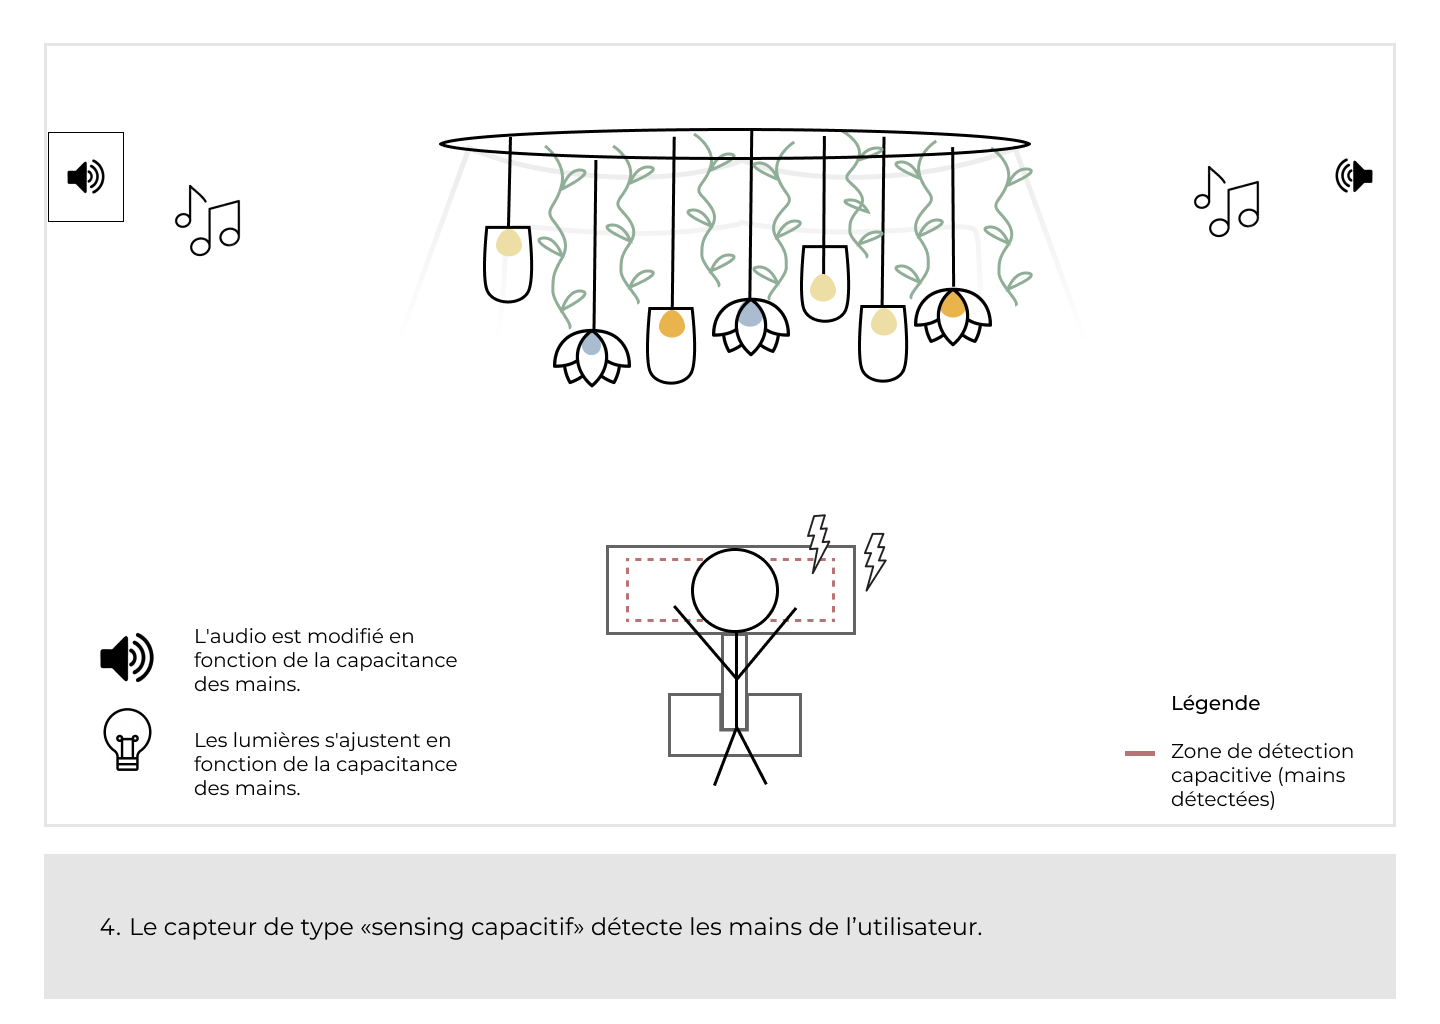 L'audio est modifié en
fonction de la capacitance
des mains.
Les lumières s'ajustent en
fonction de la capacitance
des mains.
Légende
Zone de détection
capacitive (mains
détectées)
4. Le capteur de type «sensing capacitif» détecte les mains de l’utilisateur.